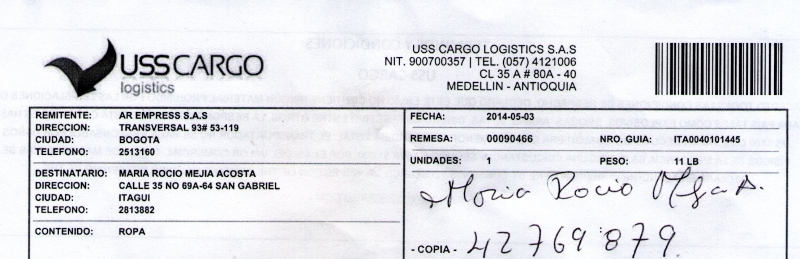 USSCARGO
logistics
USS CARGO LOGISTICS S.A.S
NIT. 900700357 | TEL. (057) 4121006
CL 35 A # 80A - 40
MEDELLIN - ANTIOQUIA
REMITENTE: AR EMPRESS S.A.S
DIRECCION: TRANSVERSAL 93# 53-119
CIUDAD: BOGOTA
TELEFONO: 2513160
DESTINATARIO: MARIA ROCIO MEJIA ACOSTA
DIRECCION: CALLE 35 NO 69A-64 SAN GABRIEL
CIUDAD: ITAGUI
TELEFONO: 2813882
CONTENIDO: ROPA
FECHA: 2014-05-03
REMESA: 00090466 NRO. GUIA: ITA0040101445
UNIDADES: PESO: 11 LB
Maria Rocio Mejia A.
- COPIA - 42769879